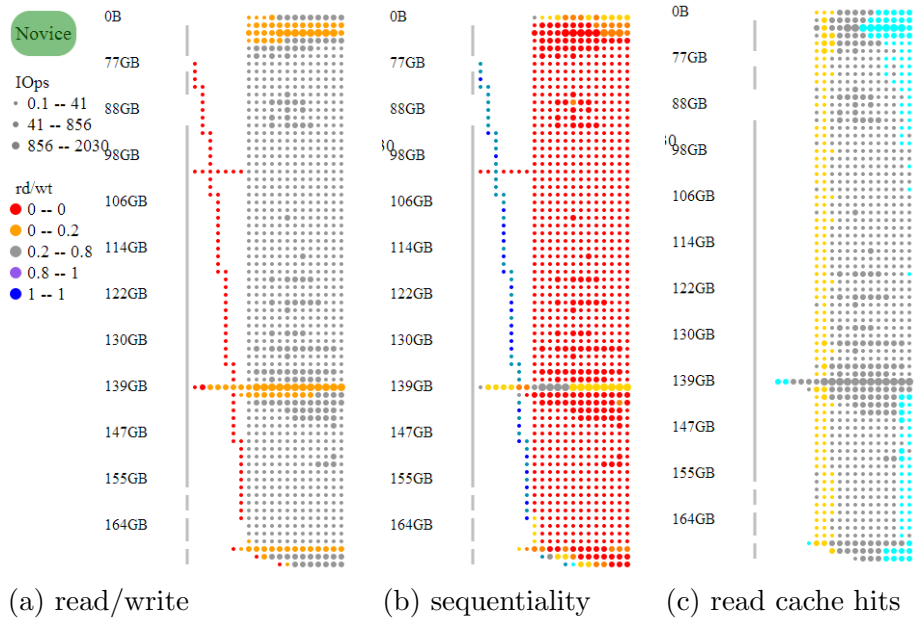 Novice
IOps
0.1 -- 41
41 -- 856
856 -- 2030
rd/wt
0 -- 0
0 -- 0.2
0.2 -- 0.8
0.8 -- 1
1 -- 1
0B
77GB
88GB
98GB
106GB
114GB
122GB
130GB
139GB
147GB
155GB
164GB
0B
77GB
88GB
98GB
106GB
114GB
122GB
130GB
139GB
147GB
155GB
164GB
0B
77GB
88GB
98GB
106GB
114GB
122GB
130GB
139GB
147GB
155GB
164GB
(a) read/write
(b) sequentiality
(c) read cache hits